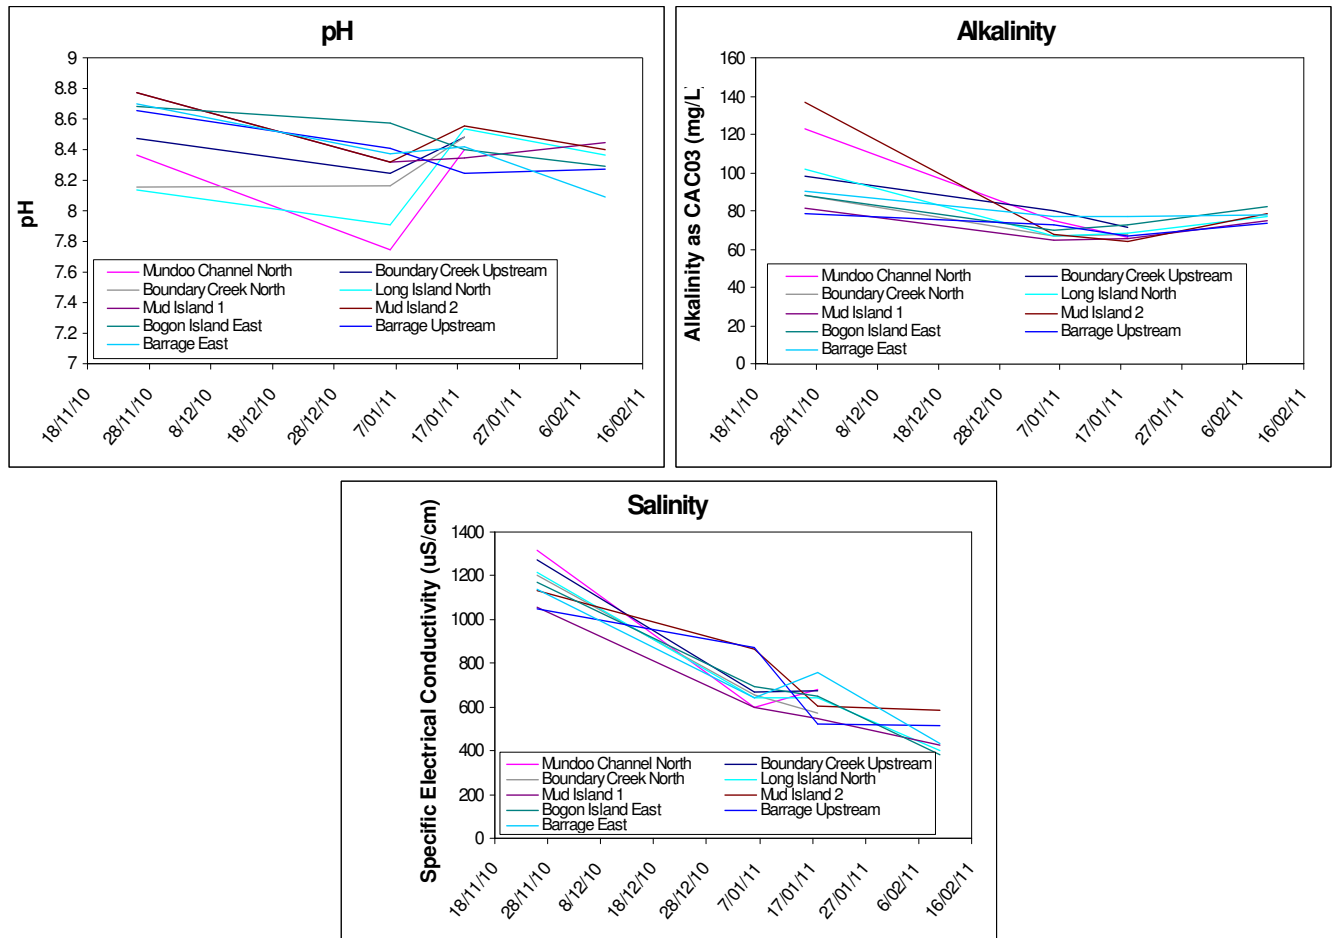 pH
pH
9
8.8
8.6
8.4
8.2
8
7.8
7.6
7.4
7.2
7
Mundoo Channel North Boundary Creek Upstream
Boundary Creek North Long Island North
Mud Island 1 Mud Island 2
Bogon Island East Barrage Upstream
Barrage East
18/11/10 28/11/10 8/12/10 18/12/10 28/12/10 7/01/11 17/01/11 27/01/11 6/02/11 16/02/11
Alkalinity
Alkalinity as CAC03 (mg/L)
160
140
120
100
80
60
40
20
0
Mundoo Channel North Boundary Creek Upstream
Boundary Creek North Long Island North
Mud Island 1 Mud Island 2
Bogon Island East Barrage Upstream
Barrage East
18/11/10 28/11/10 8/12/10 18/12/10 28/12/10 7/01/11 17/01/11 27/01/11 6/02/11 16/02/11
Salinity
Specific Electrical Conductivity (uS/cm)
1400
1200
1000
800
600
400
200
0
Mundoo Channel North Boundary Creek Upstream
Boundary Creek North Long Island North
Mud Island 1 Mud Island 2
Bogon Island East Barrage Upstream
Barrage East
18/11/10 28/11/10 8/12/10 18/12/10 28/12/10 7/01/11 17/01/11 27/01/11 6/02/11 16/02/11